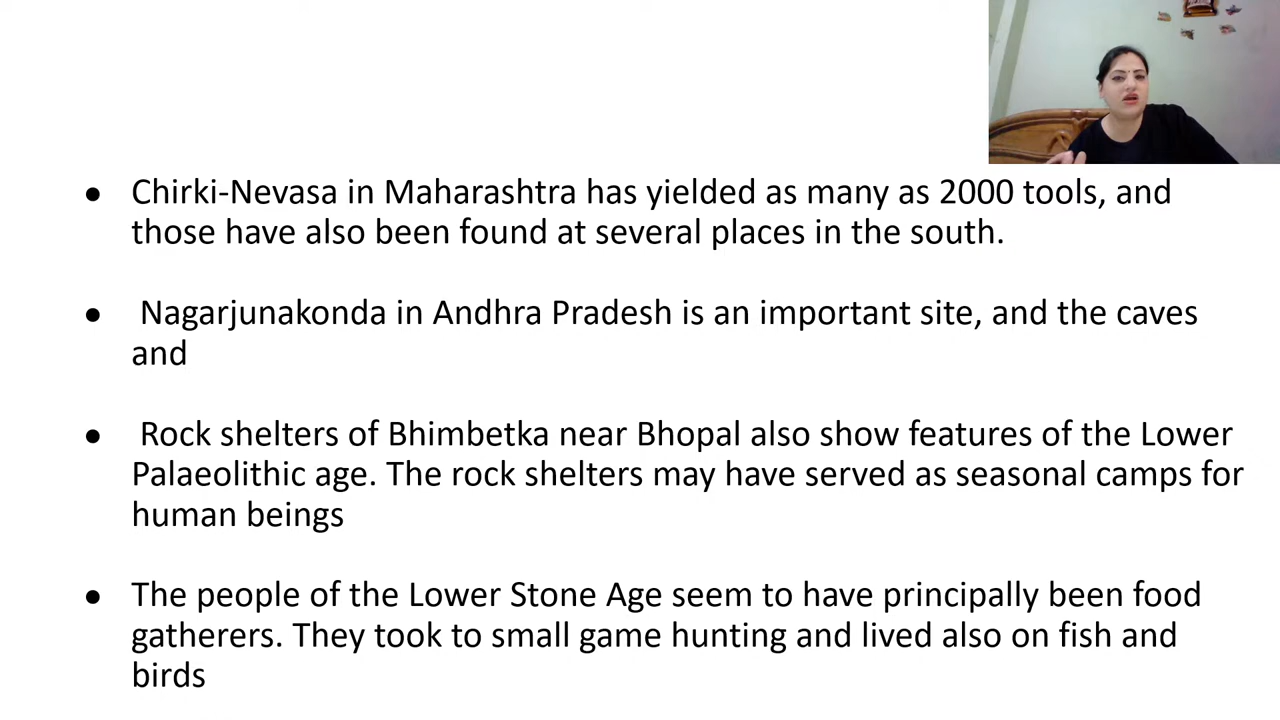 ● Chirki-Nevasa in Maharashtra has yielded as many as 2000 tools, and
those have also been found at several places in the south.
● Nagarjunakonda in Andhra Pradesh is an important site, and the caves
and
● Rock shelters of Bhimbetka near Bhopal also show features of the Lower
Palaeolithic age. The rock shelters may have served as seasonal camps for
human beings
● The people of the Lower Stone Age seem to have principally been food
gatherers. They took to small game hunting and lived also on fish and
birds